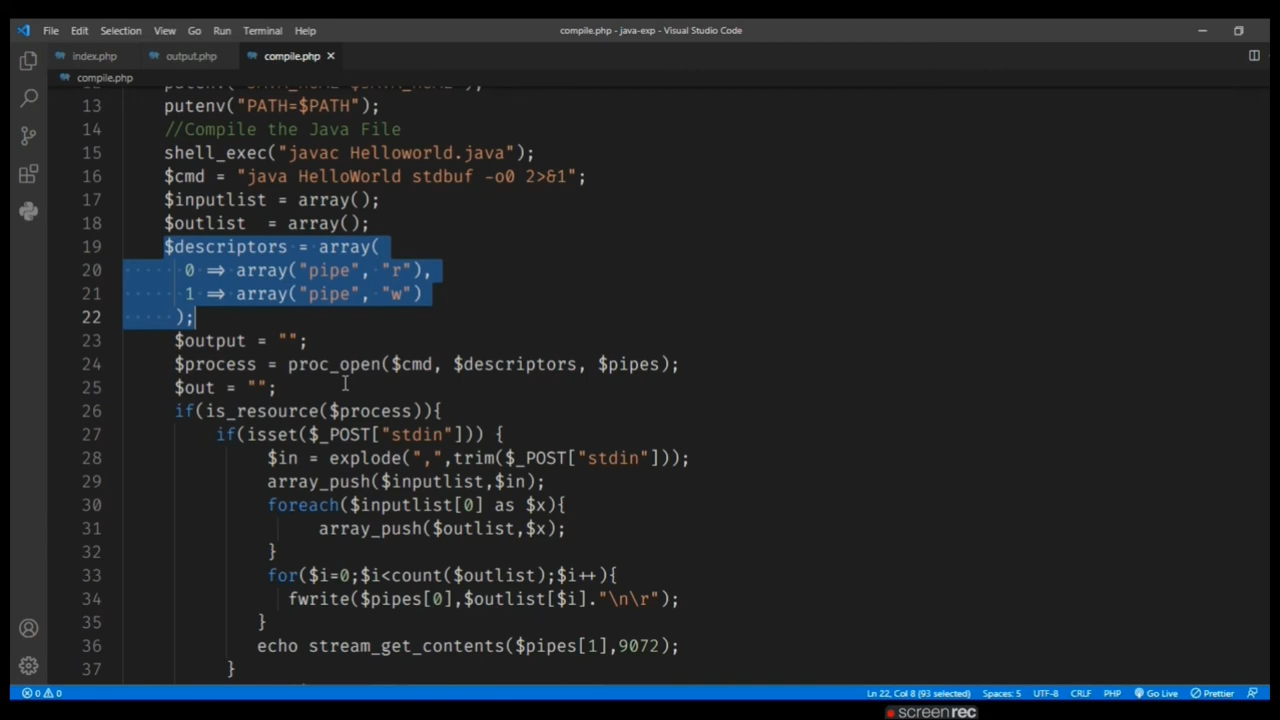 File Edit Selection View Go Run Terminal Help
compile.php - java-exp - Visual Studio Code
index.php output.php compile.php
compile.php
13 putenv("PATH=$PATH");
14 //Compile the Java File
15 shell_exec("javac Helloworld.java");
16 $cmd = "java HelloWorld stdbuf -o0 2>&1";
17 $inputlist = array();
18 $outlist  = array();
19 $descriptors = array(
20 0 => array("pipe", "r"),
21 1 => array("pipe", "w")
22 );
23 $output = "";
24 $process = proc_open($cmd, $descriptors, $pipes);
25 $out = "";
26 if(is_resource($process)){
27 if(isset($_POST["stdin"])) {
28 $in = explode(",",trim($_POST["stdin"]));
29 array_push($inputlist,$in);
30 foreach($inputlist[0] as $x){
31 array_push($outlist,$x);
32 }
33 for($i=0;$i<count($outlist);$i++){
34 fwrite($pipes[0],$outlist[$i]."\n\r");
35 }
36 echo stream_get_contents($pipes[1],9072);
37 }
0 0 Ln 22, Col 8 (93 selected) Spaces: 5 UTF-8 CRLF PHP Go Live Prettier
screenrec